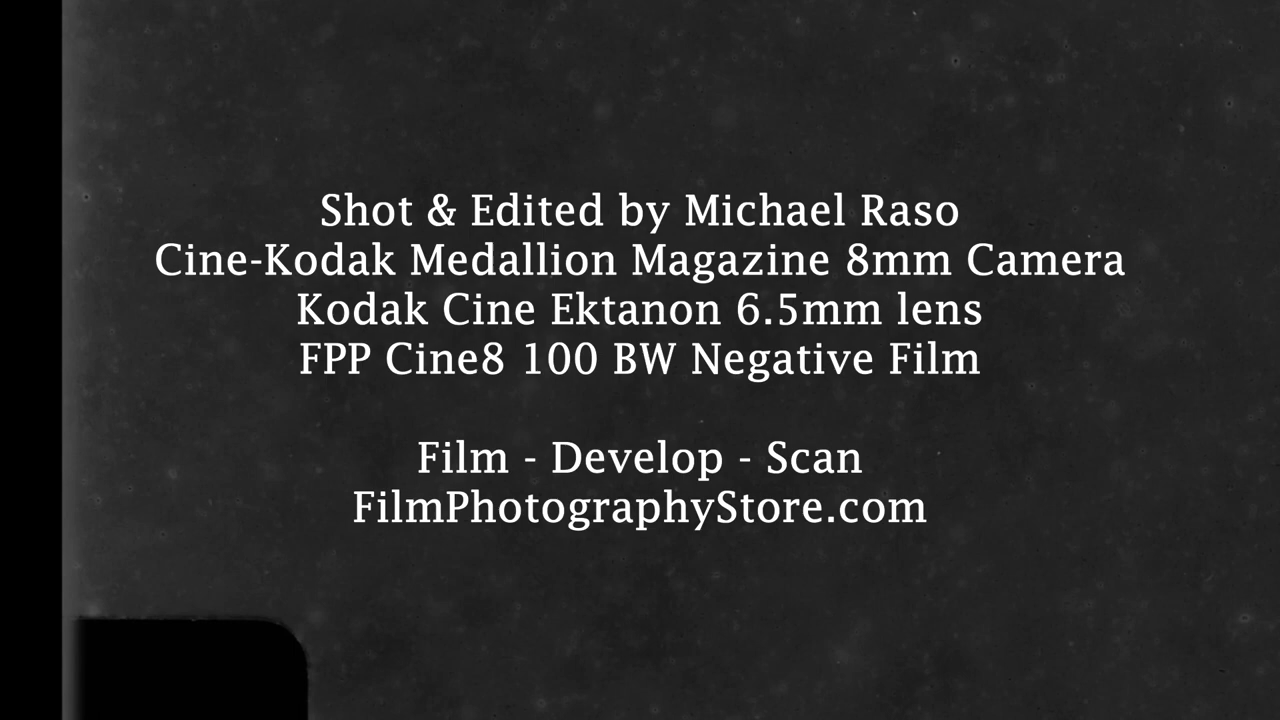 Shot & Edited by Michael Raso
Cine-Kodak Medallion Magazine 8mm Camera
Kodak Cine Ektanon 6.5mm lens
FPP Cine8 100 BW Negative Film
Film - Develop - Scan
FilmPhotographyStore.com